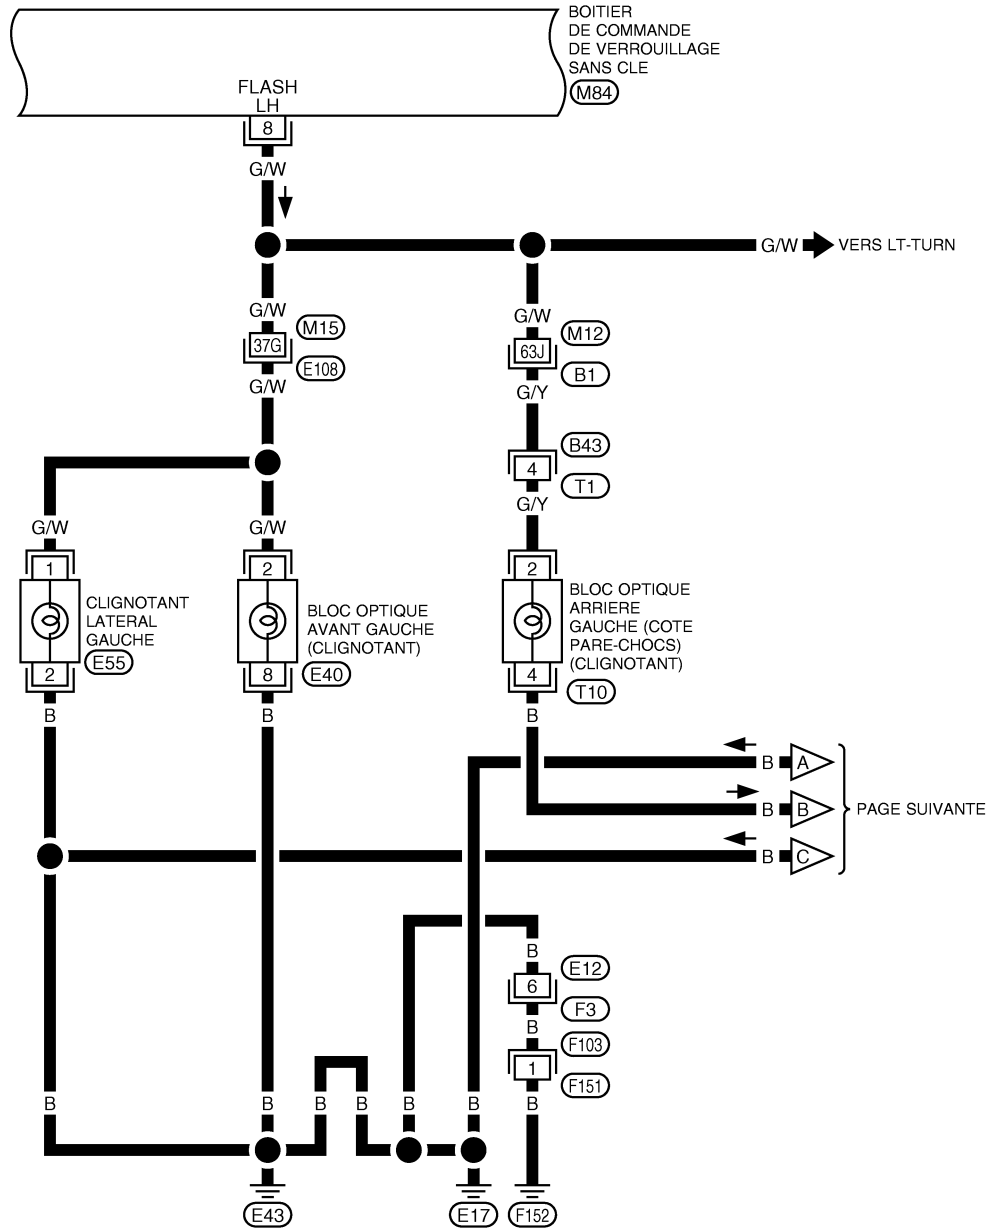 BOITIER
DE COMMANDE
DE VERROUILLAGE
SANS CLE
M84
FLASH
LH
8
G/W
G/W
VERS LT-TURN
G/W
M15
37G
E108
G/W
G/W
M12
63J
B1
G/Y
B43
4
T1
G/Y
G/W
G/W
1
2
2
CLIGNOTANT
LATERAL
GAUCHE
E55
BLOC OPTIQUE
AVANT GAUCHE
(CLIGNOTANT)
E40
BLOC OPTIQUE
ARRIERE
GAUCHE (COTE
PARE-CHOCS)
(CLIGNOTANT)
T10
2
8
4
B
B
B
B
A
B
B
PAGE SUIVANTE
B
C
B
E12
6
F3
B
F103
1
F151
B
B
B
B
B
B
B
E43
E17
F152